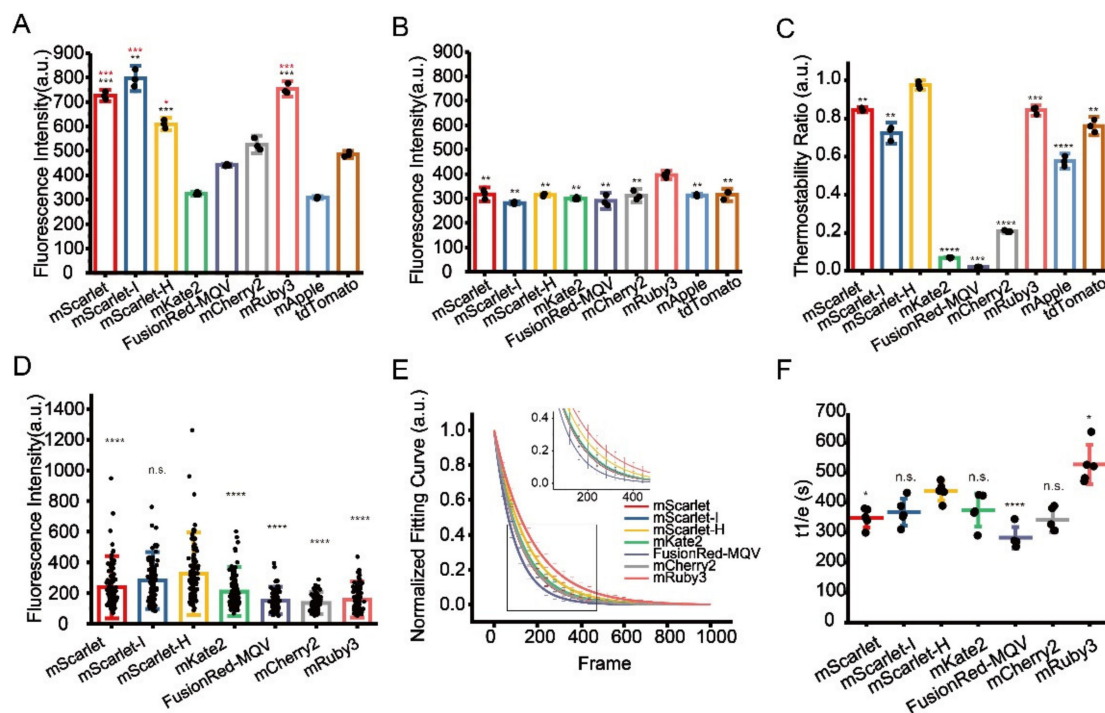 A
Fluorescence Intensity(a.u.)
900
800
700
600
500
400
300
200
100
0
***
***
***
**
*
***
***
***
mScarlet
mScarlet-I
mScarlet-H
mKate2
FusionRed-MQV
mCherry2
mRuby3
mApple
tdTomato
B
Fluorescence Intensity(a.u.)
900
800
700
600
500
400
300
200
100
0
**
**
**
**
**
**
**
**
mScarlet
mScarlet-I
mScarlet-H
mKate2
FusionRed-MQV
mCherry2
mRuby3
mApple
tdTomato
C
Thermostability Ratio (a.u.)
1.0
0.8
0.6
0.4
0.2
0.0
**
**
****
***
****
***
****
**
mScarlet
mScarlet-I
mScarlet-H
mKate2
FusionRed-MQV
mCherry2
mRuby3
mApple
tdTomato
D
Fluorescence Intensity(a.u.)
1400
1200
1000
800
600
400
200
0
****
n.s.
****
****
****
****
mScarlet
mScarlet-I
mScarlet-H
mKate2
FusionRed-MQV
mCherry2
mRuby3
E
Normalized Fitting Curve (a.u.)
1.0
0.8
0.6
0.4
0.2
0.0
0
200
400
600
800
1000
Frame
0.4
0.2
0.0
200
400
mScarlet
mScarlet-I
mScarlet-H
mKate2
FusionRed-MQV
mCherry2
mRuby3
F
t1/e (s)
700
600
500
400
300
200
100
0
*
n.s.
n.s.
****
n.s.
*
mScarlet
mScarlet-I
mScarlet-H
mKate2
FusionRed-MQV
mCherry2
mRuby3